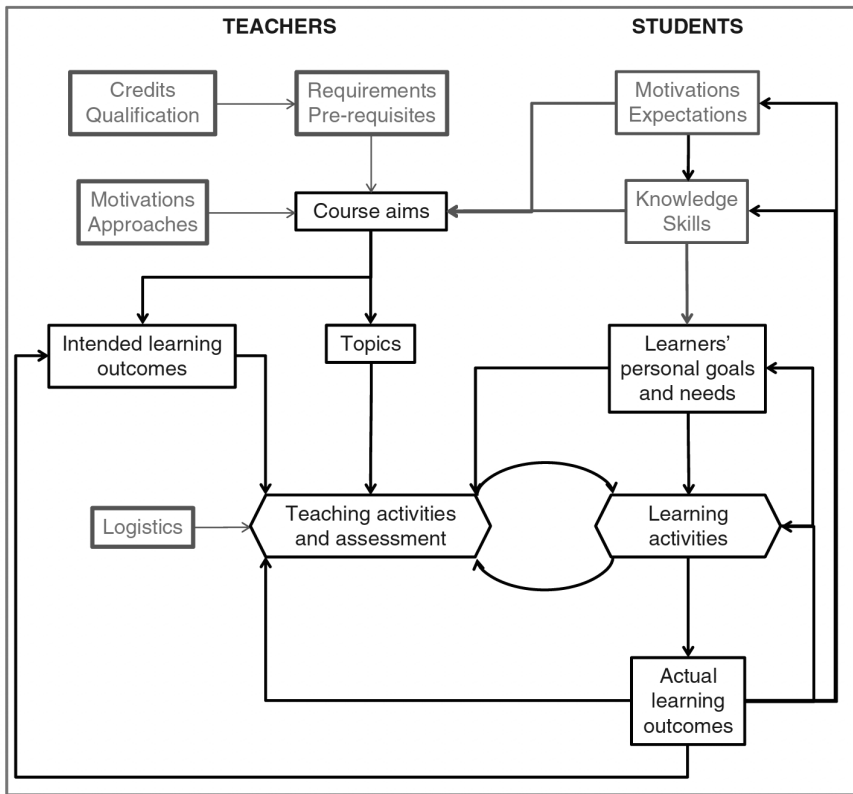 TEACHERS
STUDENTS
Credits
Qualification
Requirements
Pre-requisites
Motivations
Expectations
Motivations
Approaches
Course aims
Knowledge
Skills
Intended learning
outcomes
Topics
Learners’
personal goals
and needs
Logistics
Teaching activities
and assessment
Learning
activities
Actual
learning
outcomes